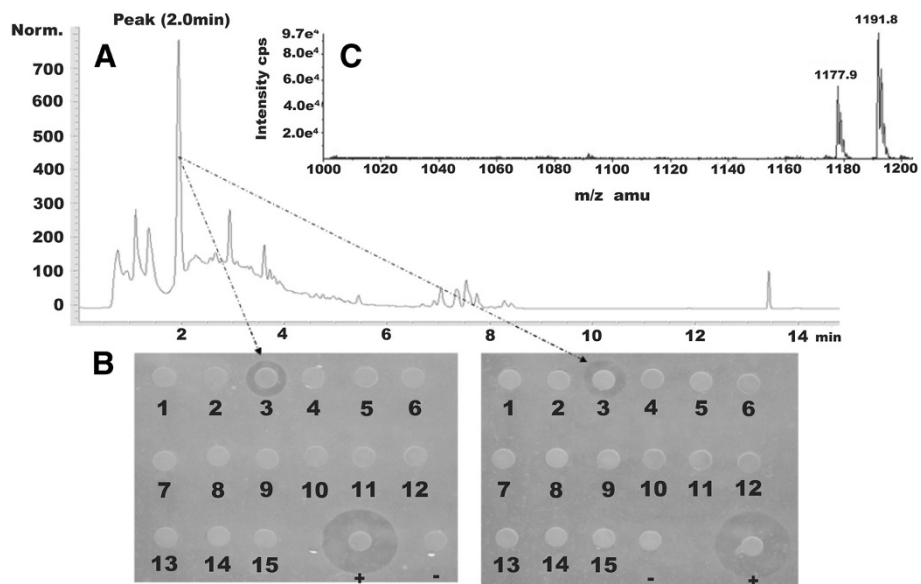 Peak (2.0min)
Norm.
A
700
600
500
400
300
200
100
0
2
4
6
8
10
12
14
min
C
Intensity cps
9.7e⁴
8.0e⁴
6.0e⁴
4.0e⁴
2.0e⁴
1177.9
1191.8
1000
1020
1040
1060
1080
1100
1120
1140
1160
1180
1200
m/z amu
B
1 2 3 4 5 6
7 8 9 10 11 12
13 14 15 + -
1 2 3 4 5 6
7 8 9 10 11 12
13 14 15 - +